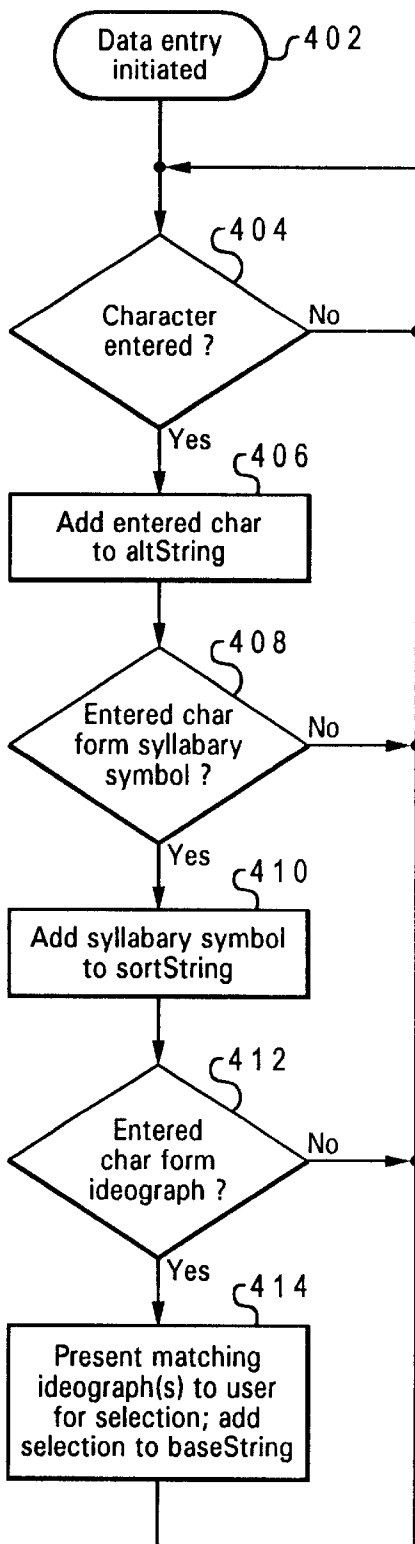 Data entry
initiated
402
404
Character
entered ?
No
Yes
406
Add entered char
to altString
408
Entered char
form syllabary
symbol ?
No
Yes
410
Add syllabary symbol
to sortString
412
Entered
char form
ideograph ?
No
Yes
414
Present matching
ideograph(s) to user
for selection; add
selection to baseString